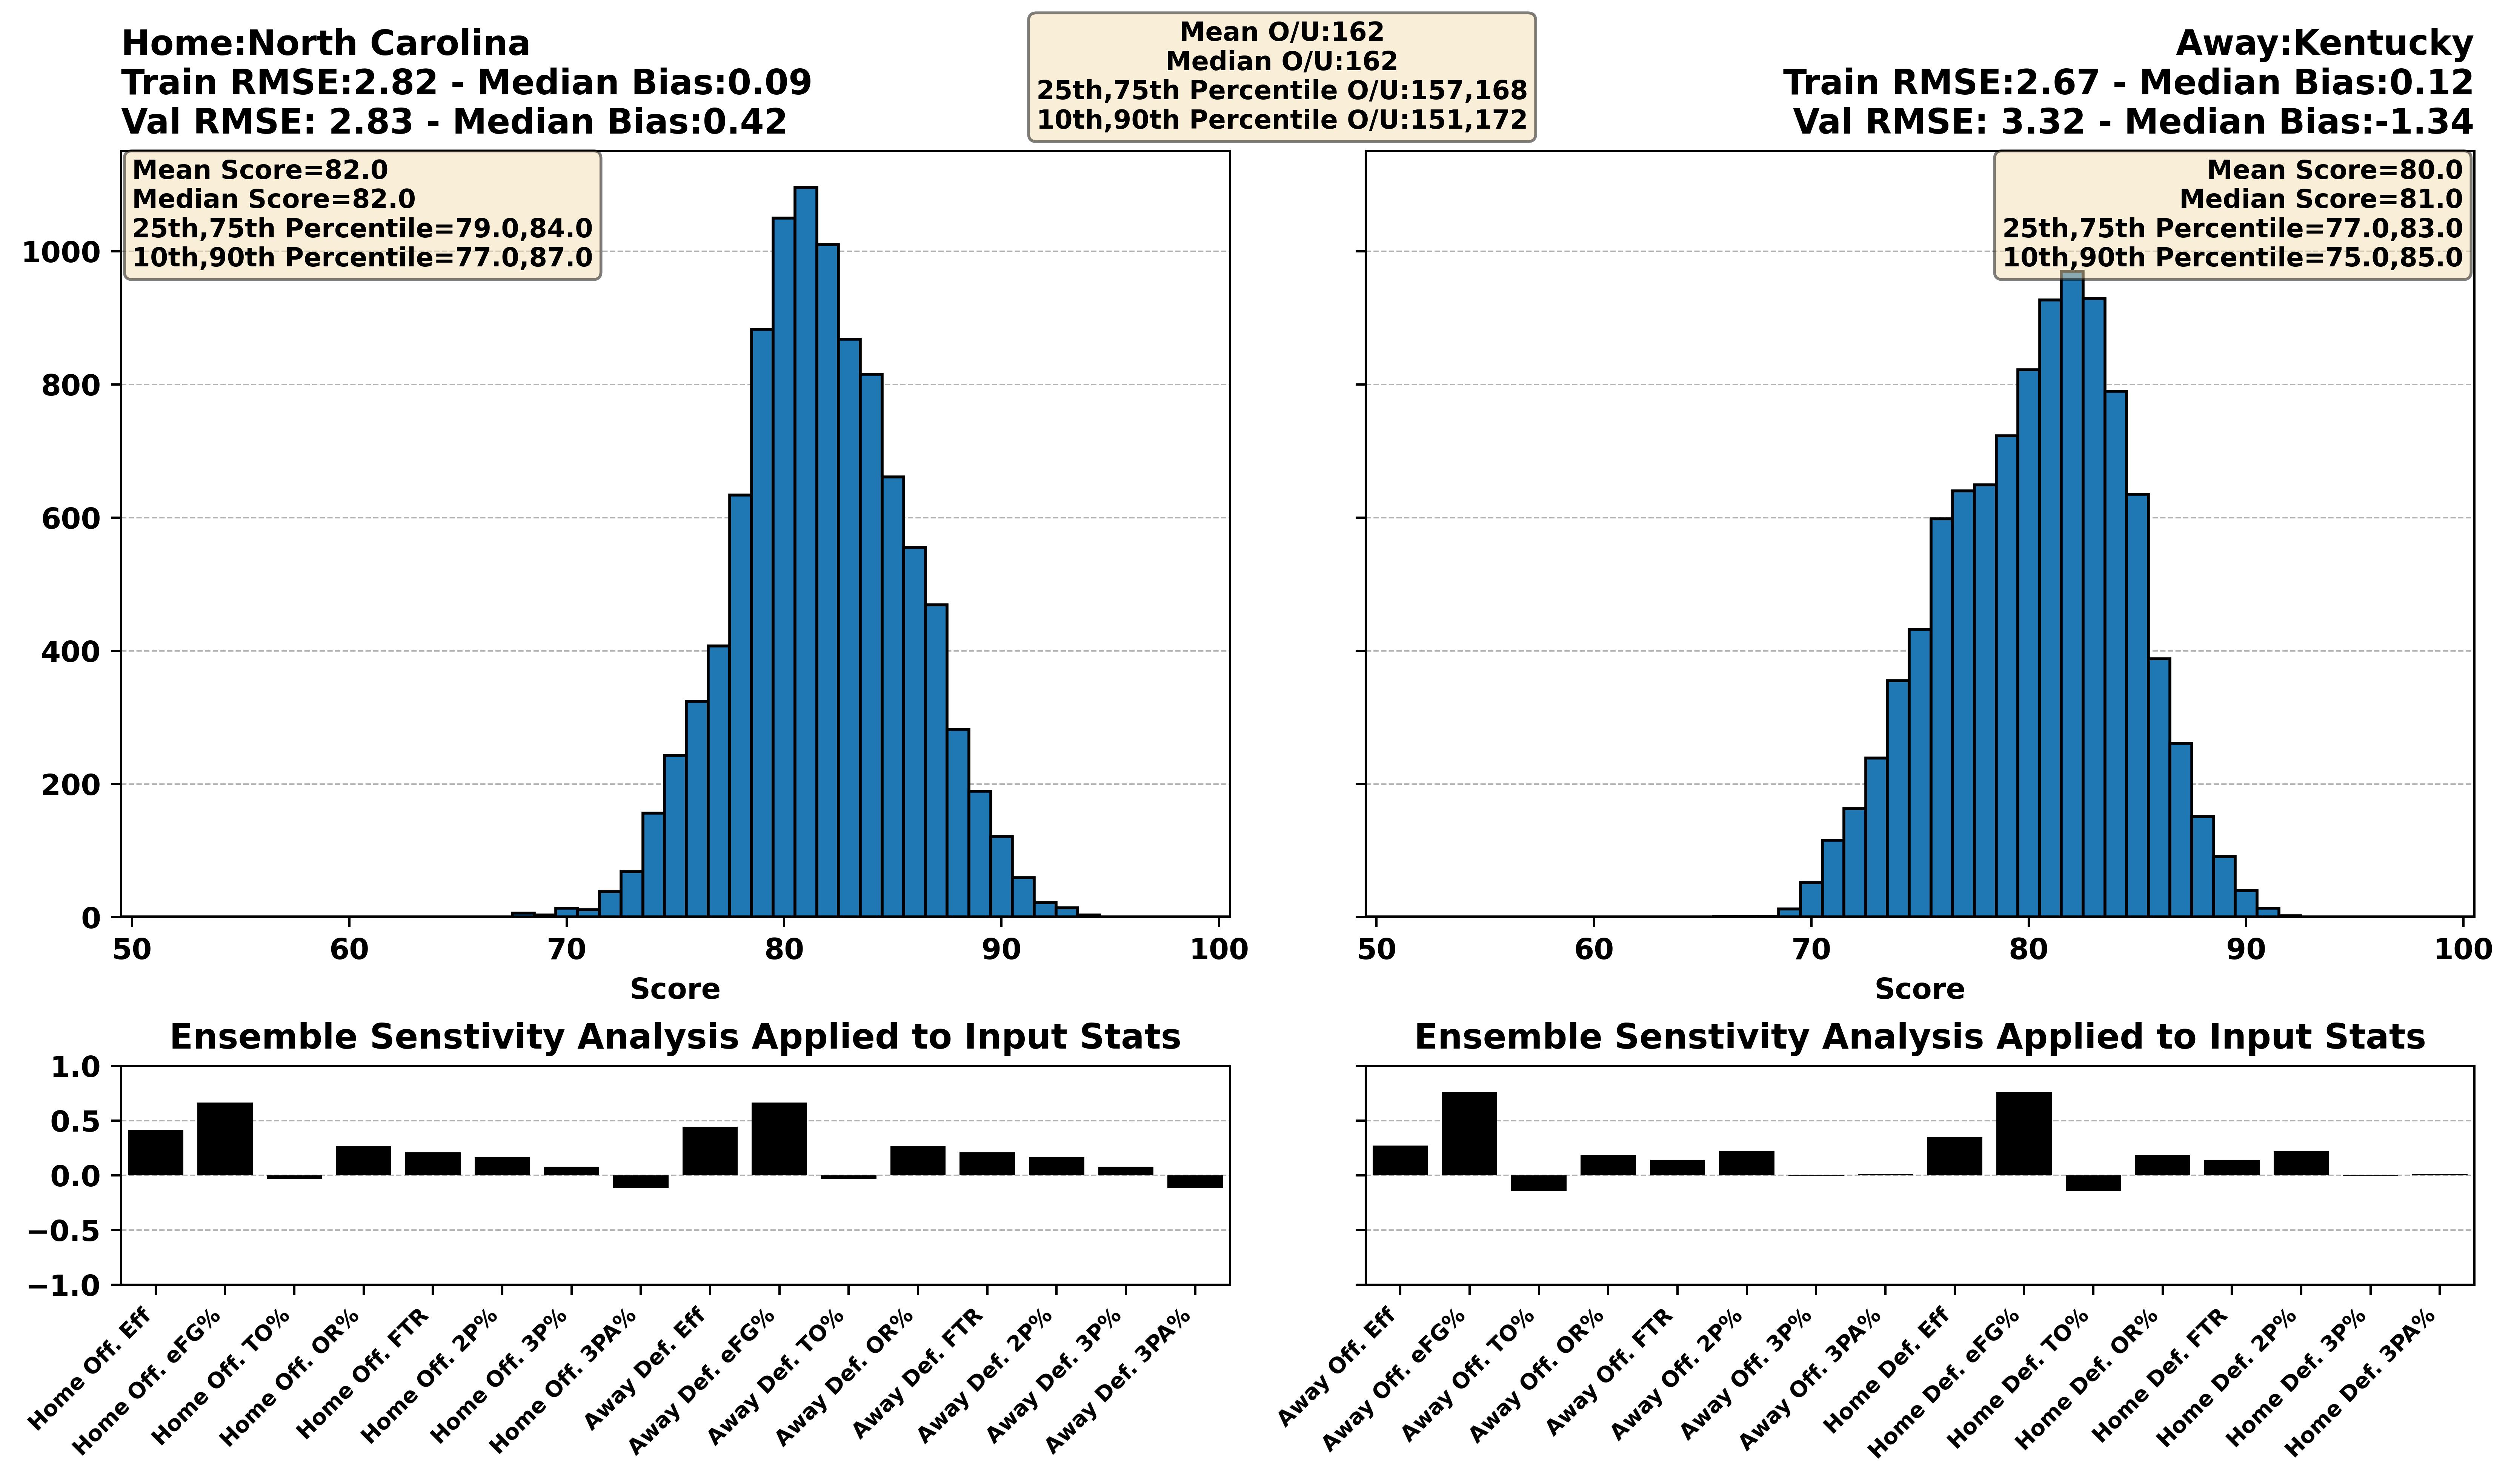 Home:North Carolina
Train RMSE:2.82 - Median Bias:0.09
Val RMSE: 2.83 - Median Bias:0.42
Mean O/U:162
Median O/U:162
25th,75th Percentile O/U:157,168
10th,90th Percentile O/U:151,172
Away:Kentucky
Train RMSE:2.67 - Median Bias:0.12
Val RMSE: 3.32 - Median Bias:-1.34
Mean Score=82.0
Median Score=82.0
25th,75th Percentile=79.0,84.0
10th,90th Percentile=77.0,87.0
Mean Score=80.0
Median Score=81.0
25th,75th Percentile=77.0,83.0
10th,90th Percentile=75.0,85.0
1000
800
600
400
200
0
50 60 70 80 90 100
Score
50 60 70 80 90 100
Score
Ensemble Senstivity Analysis Applied to Input Stats
1.0
0.5
0.0
−0.5
−1.0
Home Off. Eff
Home Off. eFG%
Home Off. TO%
Home Off. OR%
Home Off. FTR
Home Off. 2P%
Home Off. 3P%
Home Off. 3PA%
Away Def. Eff
Away Def. eFG%
Away Def. TO%
Away Def. OR%
Away Def. FTR
Away Def. 2P%
Away Def. 3P%
Away Def. 3PA%
Ensemble Senstivity Analysis Applied to Input Stats
Away Off. Eff
Away Off. eFG%
Away Off. TO%
Away Off. OR%
Away Off. FTR
Away Off. 2P%
Away Off. 3P%
Away Off. 3PA%
Home Def. Eff
Home Def. eFG%
Home Def. TO%
Home Def. OR%
Home Def. FTR
Home Def. 2P%
Home Def. 3P%
Home Def. 3PA%